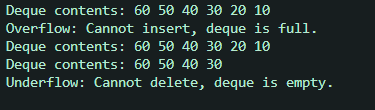 Deque contents: 60 50 40 30 20 10
Overflow: Cannot insert, deque is full.
Deque contents: 60 50 40 30 20 10
Deque contents: 60 50 40 30
Underflow: Cannot delete, deque is empty.